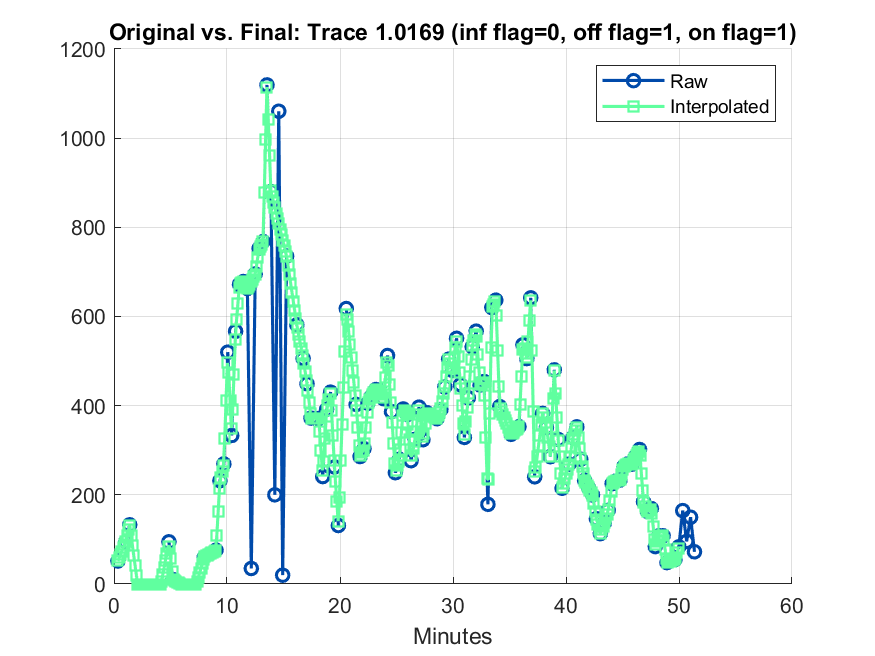 Original vs. Final: Trace 1.0169 (inf flag=0, off flag=1, on flag=1)
1200
1000
800
600
400
200
0
Raw
Interpolated
0 10 20 30 40 50 60
Minutes